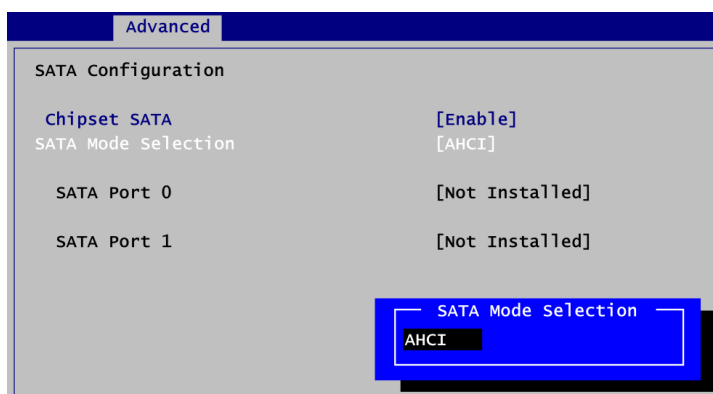 Advanced
SATA Configuration
Chipset SATA [Enable]
SATA Mode Selection [AHCI]
SATA Port 0 [Not Installed]
SATA Port 1 [Not Installed]
SATA Mode Selection
AHCI